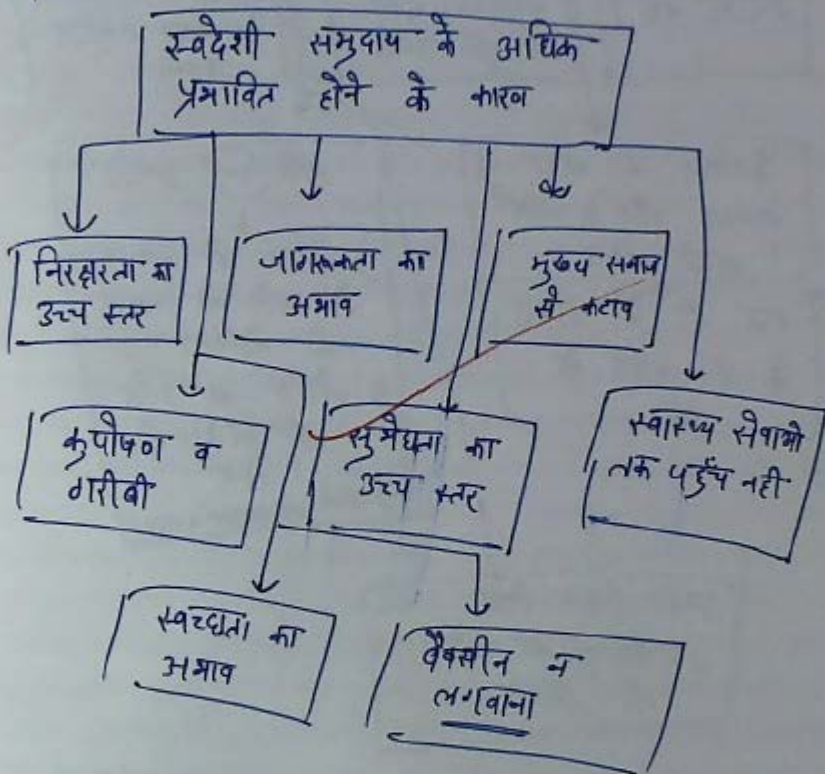 स्वदेशी समुदाय के अधिक
प्रभावित होने के कारण
निरक्षरता का
उच्च स्तर
जागरूकता का
अभाव
मुख्य समाज
से कटाव
कुपोषण व
गरीबी
सुभेद्यता का
उच्च स्तर
स्वास्थ्य सेवाओ
तक पहुँच नही
स्वच्छता का
अभाव
वैक्सीन न
लगवाना